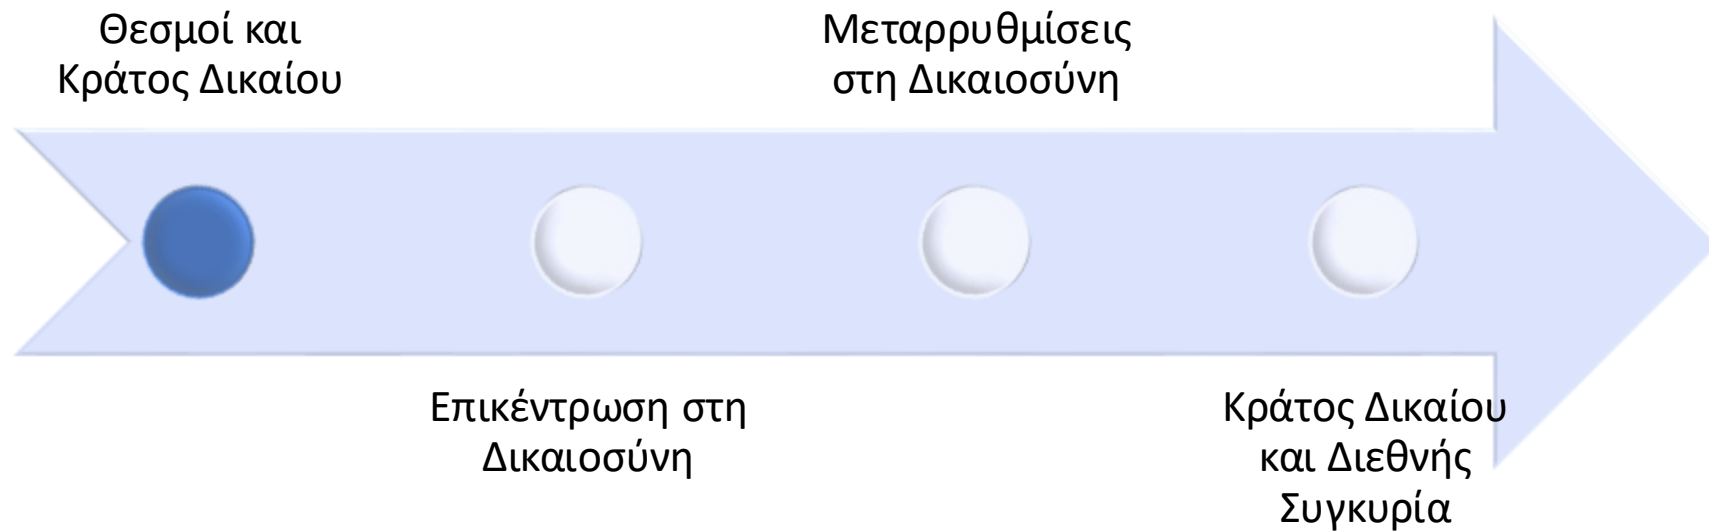 Θεσμοί και
Κράτος Δικαίου
Επικέντρωση στη
Δικαιοσύνη
Μεταρρυθμίσεις
στη Δικαιοσύνη
Κράτος Δικαίου
και Διεθνής
Συγκυρία